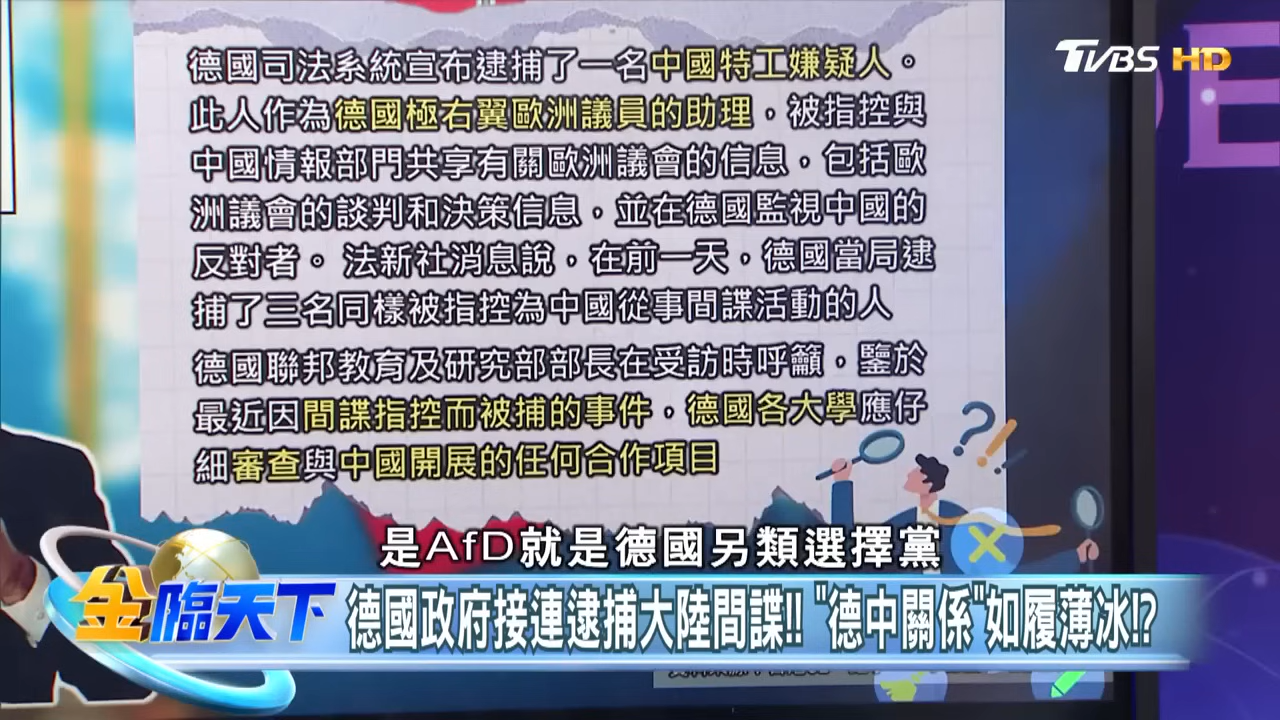 TVBS HD
德國司法系統宣布逮捕了一名中國特工嫌疑人。
此人作為德國極右翼歐洲議員的助理，被指控與
中國情報部門共享有關歐洲議會的信息，包括歐
洲議會的談判和決策信息，並在德國監視中國的
反對者。 法新社消息說，在前一天，德國當局逮
捕了三名同樣被指控為中國從事間諜活動的人
德國聯邦教育及研究部部長在受訪時呼籲，鑒於
最近因間諜指控而被捕的事件，德國各大學應仔
細審查與中國開展的任何合作項目
是AfD就是德國另類選擇黨
金臨天下
德國政府接連逮捕大陸間諜!! "德中關係"如履薄冰!?